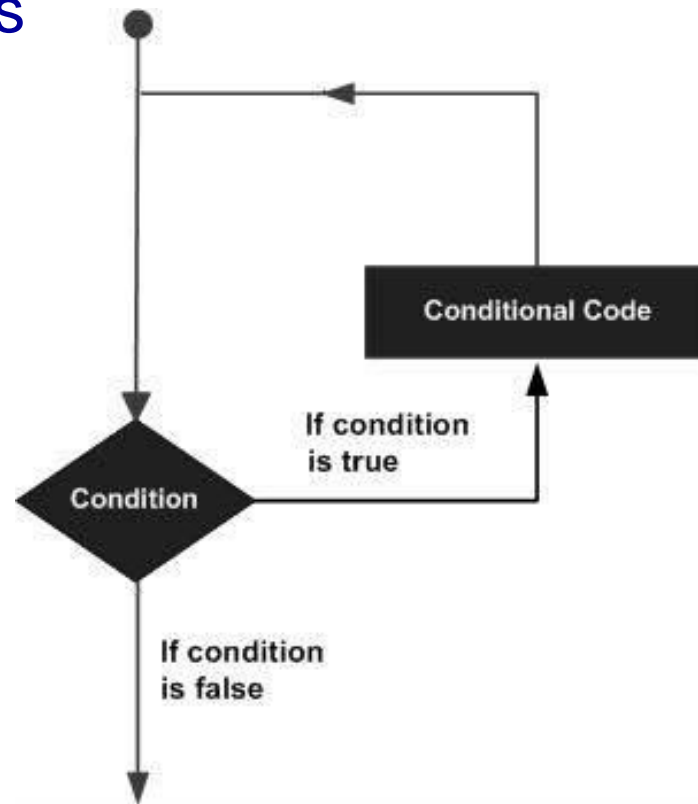 s
Conditional Code
If condition
is true
Condition
If condition
is false